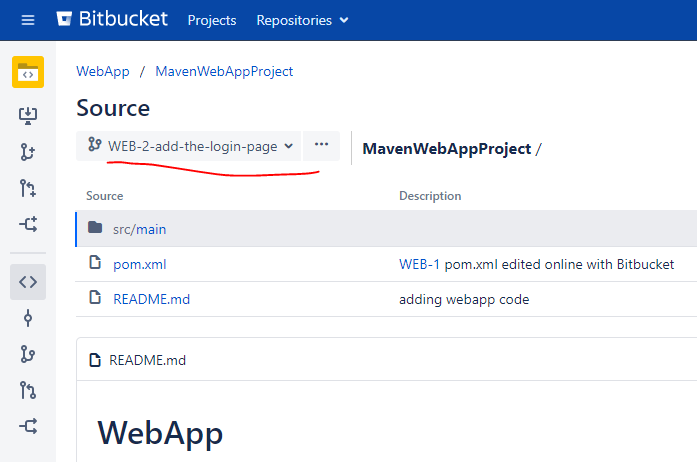 Bitbucket Projects Repositories
WebApp / MavenWebAppProject
Source
WEB-2-add-the-login-page ··· MavenWebAppProject /
Source Description
src/main
pom.xml WEB-1 pom.xml edited online with Bitbucket
README.md adding webapp code
README.md
WebApp